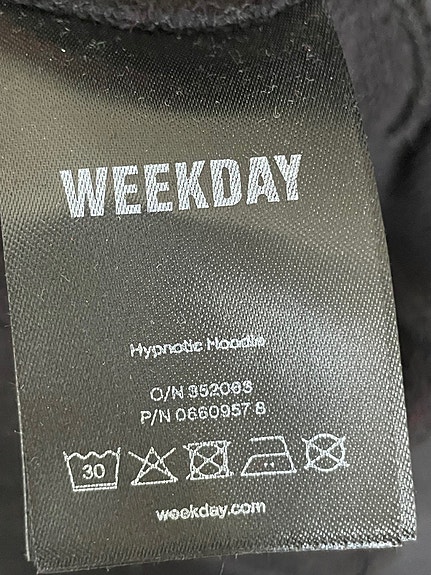 WEEKDAY
Hypnotic Hoodie
O/N 352063
P/N 0660957 8
30
weekday.com